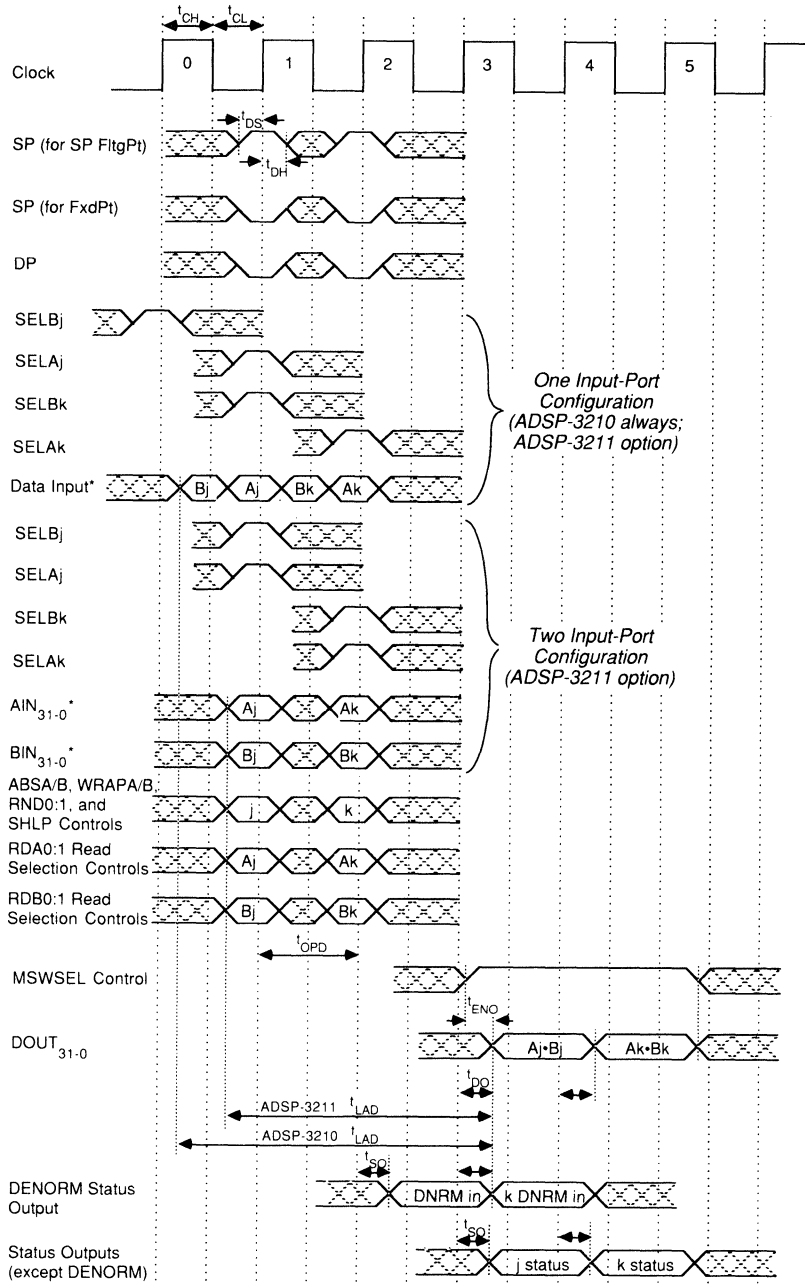 tCH tCL
Clock 0 1 2 3 4 5
tDS
SP (for SP FltgPt)
tDH
SP (for FxdPt)
DP
SELBj
SELAj
SELBk
SELAk
One Input-Port
Configuration
(ADSP-3210 always;
ADSP-3211 option)
Data Input* Bj Aj Bk Ak
SELBj
SELAj
SELBk
SELAk
Two Input-Port
Configuration
(ADSP-3211 option)
AIN31-0* Aj Ak
BIN31-0* Bj Bk
ABSA/B, WRAPA/B,
RND0:1, and
SHLP Controls j k
RDA0:1 Read
Selection Controls Aj Ak
RDB0:1 Read
Selection Controls Bj Bk
tOPD
MSWSEL Control
tENO
DOUT31-0 Aj•Bj Ak•Bk
tDO
ADSP-3211 tLAD
ADSP-3210 tLAD
tSO
DENORM Status
Output DNRM in k DNRM in
tSO
Status Outputs
(except DENORM) j status k status